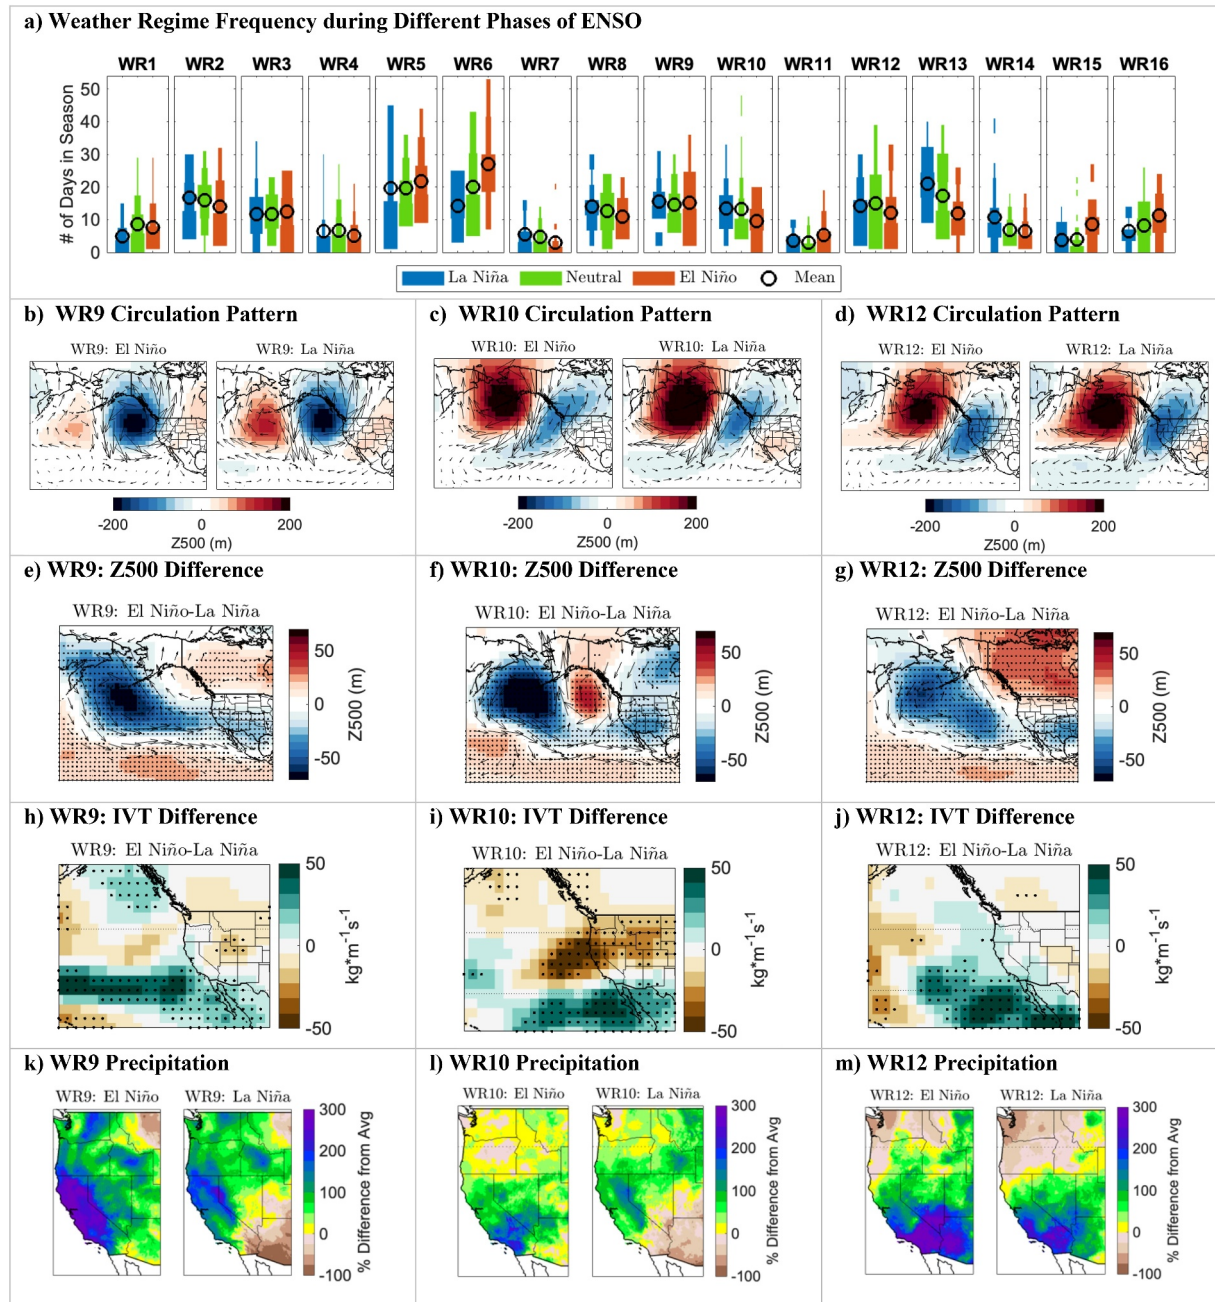 a) Weather Regime Frequency during Different Phases of ENSO
WR1 WR2 WR3 WR4 WR5 WR6 WR7 WR8 WR9 WR10 WR11 WR12 WR13 WR14 WR15 WR16
# of Days in Season
50
40
30
20
10
0
La Niña Neutral El Niño Mean
b) WR9 Circulation Pattern
WR9: El Niño WR9: La Niña
-200 0 200
Z500 (m)
c) WR10 Circulation Pattern
WR10: El Niño WR10: La Niña
-200 0 200
Z500 (m)
d) WR12 Circulation Pattern
WR12: El Niño WR12: La Niña
-200 0 200
Z500 (m)
e) WR9: Z500 Difference
WR9: El Niño-La Niña
50
0
-50
Z500 (m)
f) WR10: Z500 Difference
WR10: El Niño-La Niña
50
0
-50
Z500 (m)
g) WR12: Z500 Difference
WR12: El Niño-La Niña
50
0
-50
Z500 (m)
h) WR9: IVT Difference
WR9: El Niño-La Niña
50
0
-50
kg*m⁻¹s⁻¹
i) WR10: IVT Difference
WR10: El Niño-La Niña
50
0
-50
kg*m⁻¹s⁻¹
j) WR12: IVT Difference
WR12: El Niño-La Niña
50
0
-50
kg*m⁻¹s⁻¹
k) WR9 Precipitation
WR9: El Niño WR9: La Niña
300
200
100
0
-100
% Difference from Avg
l) WR10 Precipitation
WR10: El Niño WR10: La Niña
300
200
100
0
-100
% Difference from Avg
m) WR12 Precipitation
WR12: El Niño WR12: La Niña
300
200
100
0
-100
% Difference from Avg